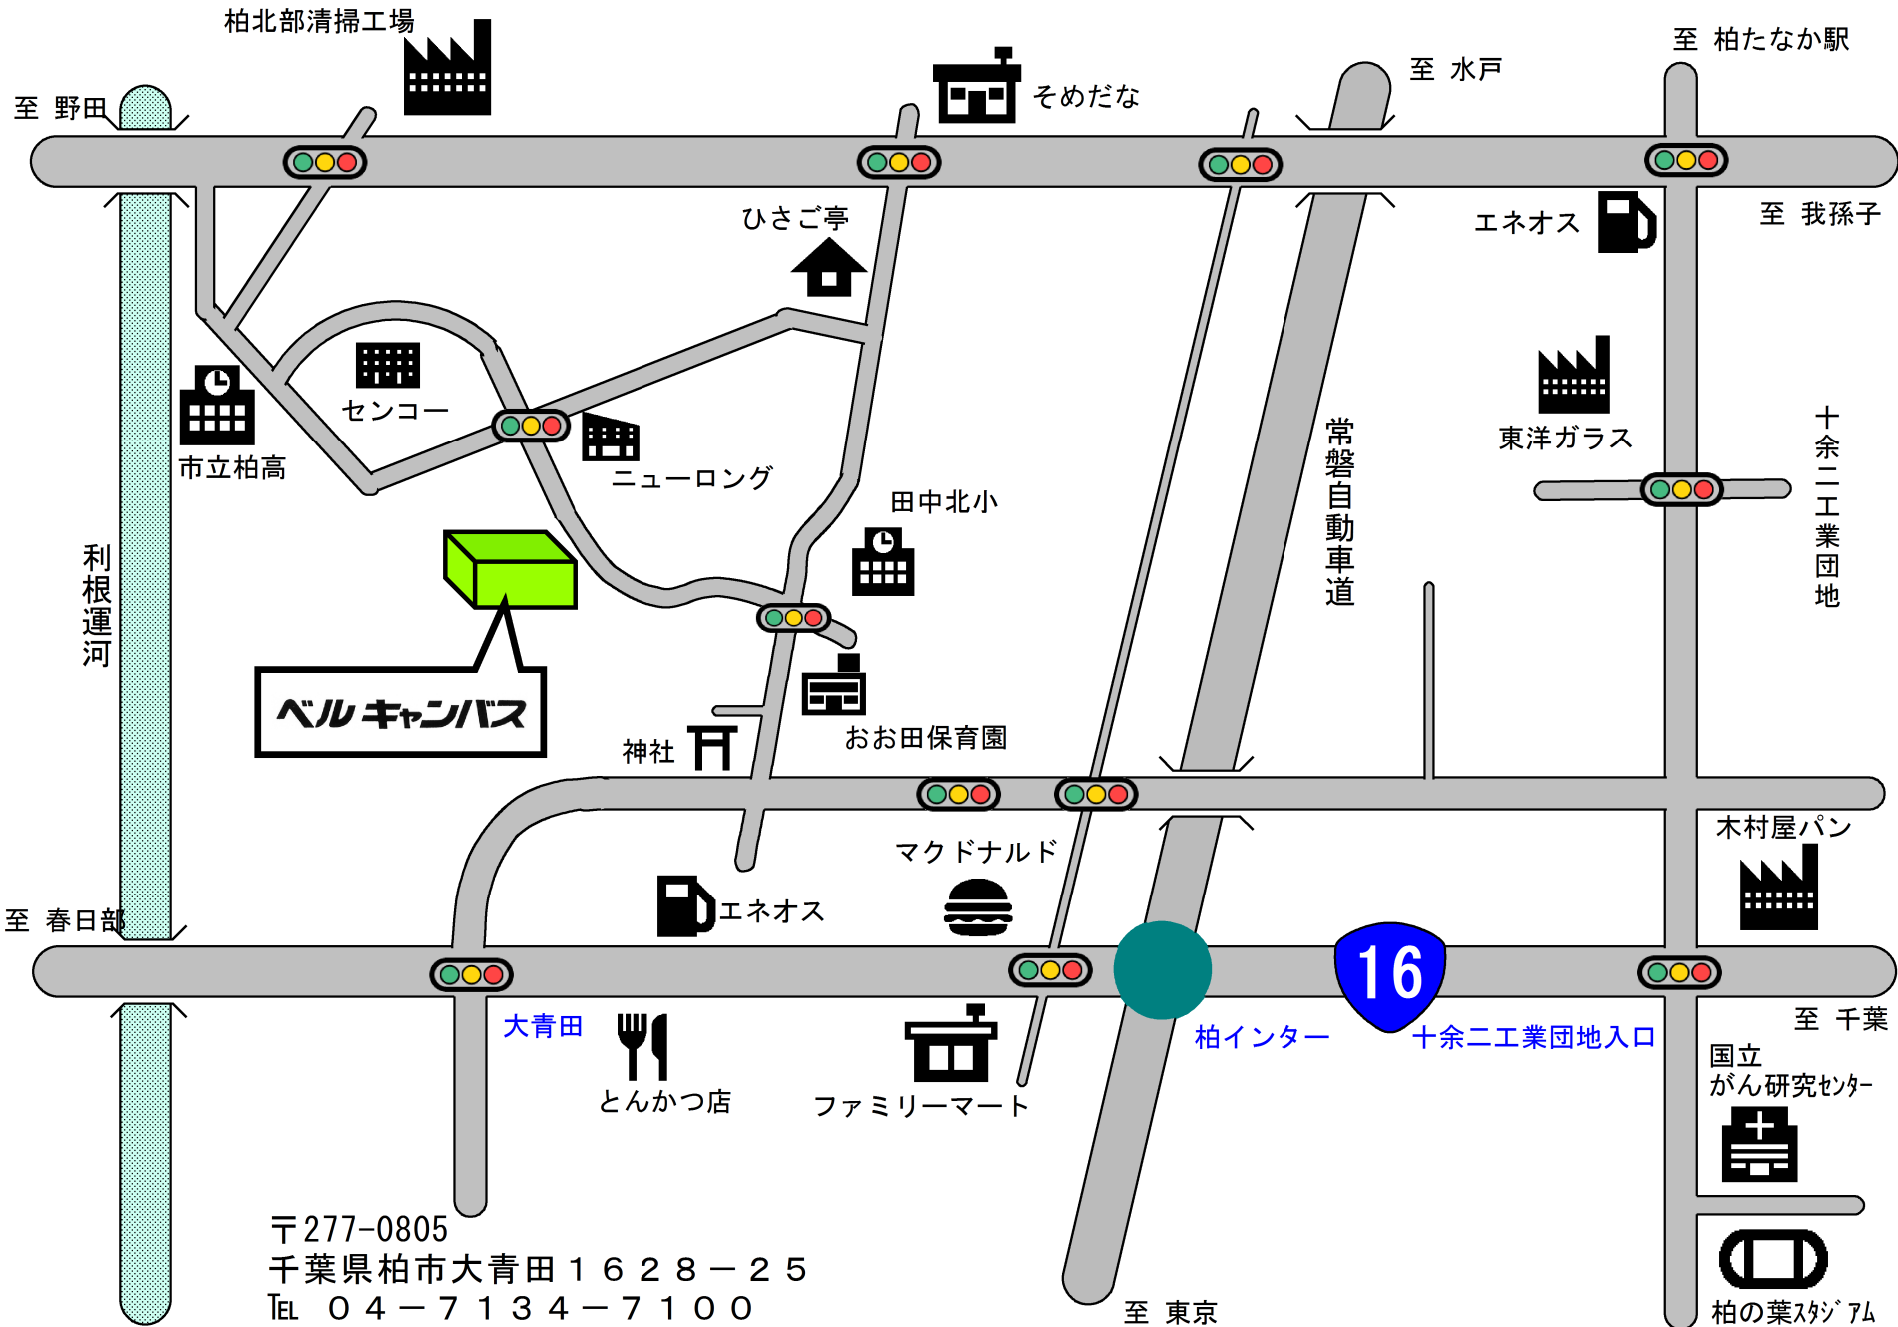 柏北部清掃工場
至 柏たなか駅
至 水戸
至 野田
そめだな
ひさご亭
エネオス
至 我孫子
センコー
市立柏高
ニューロング
東洋ガラス
田中北小
常磐自動車道
十余二工業団地
利根運河
ベルキャンバス
神社
おお田保育園
木村屋パン
マクドナルド
エネオス
至 春日部
16
大青田
柏インター
十余二工業団地入口
至 千葉
とんかつ店
ファミリーマート
国立
がん研究ｾﾝﾀｰ
〒277-0805
千葉県柏市大青田１６２８－２５
℡ ０４－７１３４－７１００
至 東京
柏の葉ｽﾀｼﾞｱﾑ